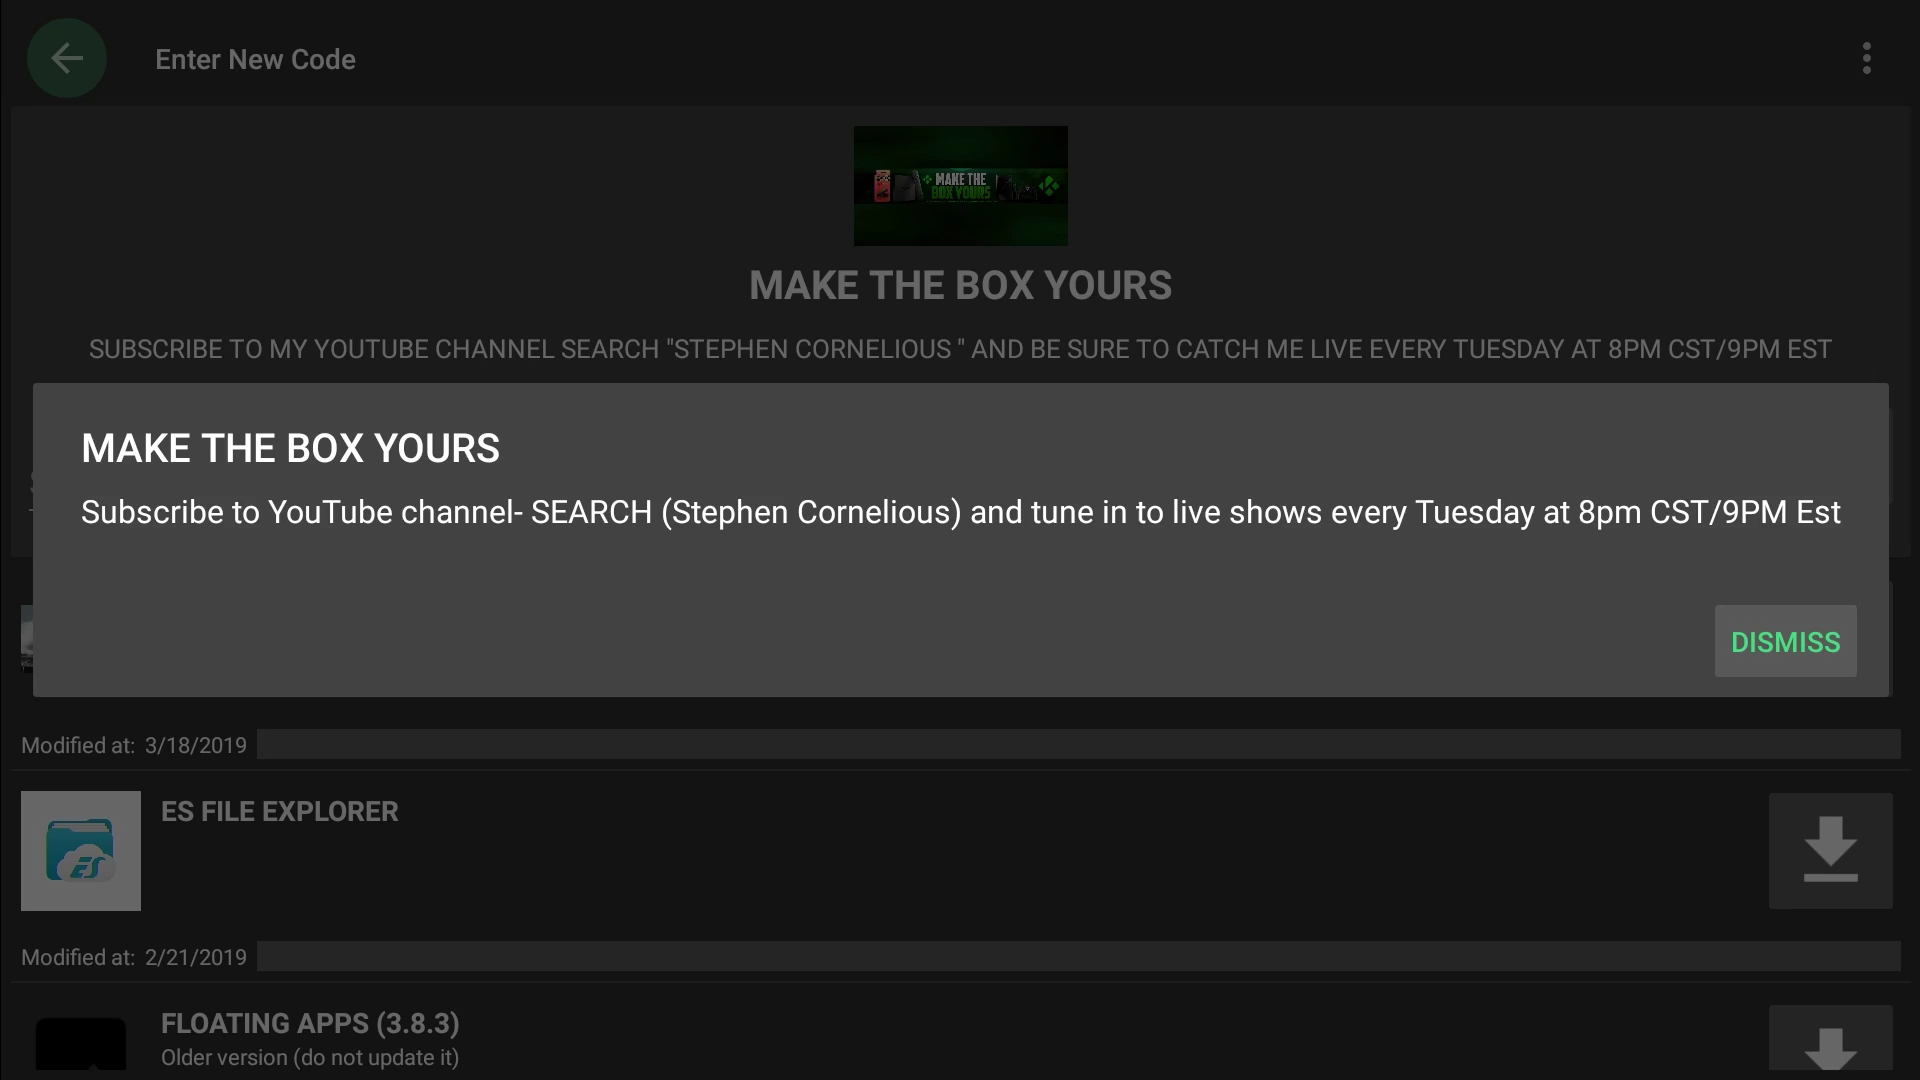 Enter New Code
MAKE THE
BOX YOURS
MAKE THE BOX YOURS
SUBSCRIBE TO MY YOUTUBE CHANNEL SEARCH "STEPHEN CORNELIOUS " AND BE SURE TO CATCH ME LIVE EVERY TUESDAY AT 8PM CST/9PM EST
MAKE THE BOX YOURS
Subscribe to YouTube channel- SEARCH (Stephen Cornelious) and tune in to live shows every Tuesday at 8pm CST/9PM Est
DISMISS
Modified at: 3/18/2019
ES FILE EXPLORER
ES
Modified at: 2/21/2019
FLOATING APPS (3.8.3)
Older version (do not update it)